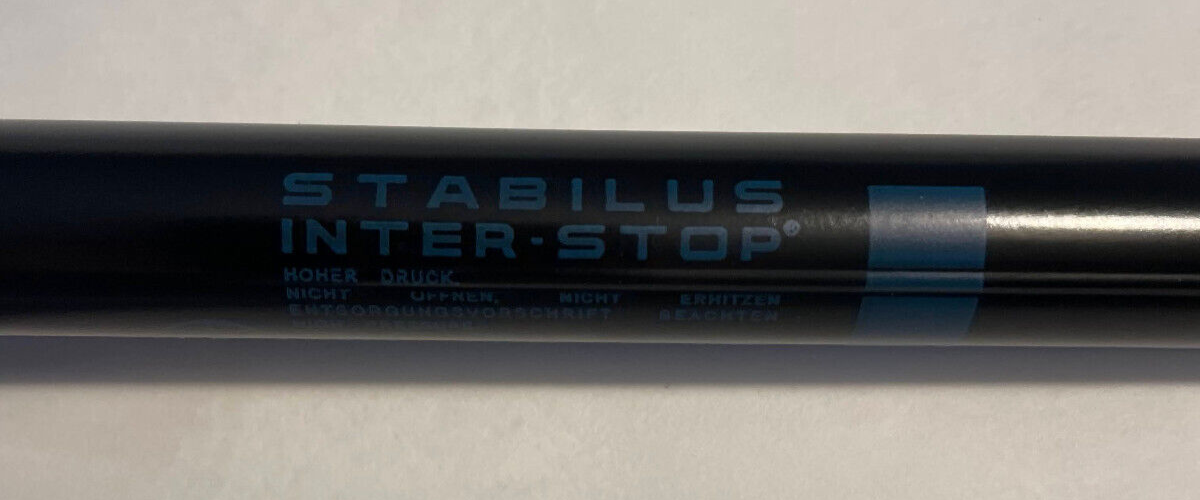 STABILUS
INTER-STOP®
HOHER DRUCK
NICHT ÖFFNEN, NICHT ERHITZEN
ENTSORGUNGSVORSCHRIFT BEACHTEN